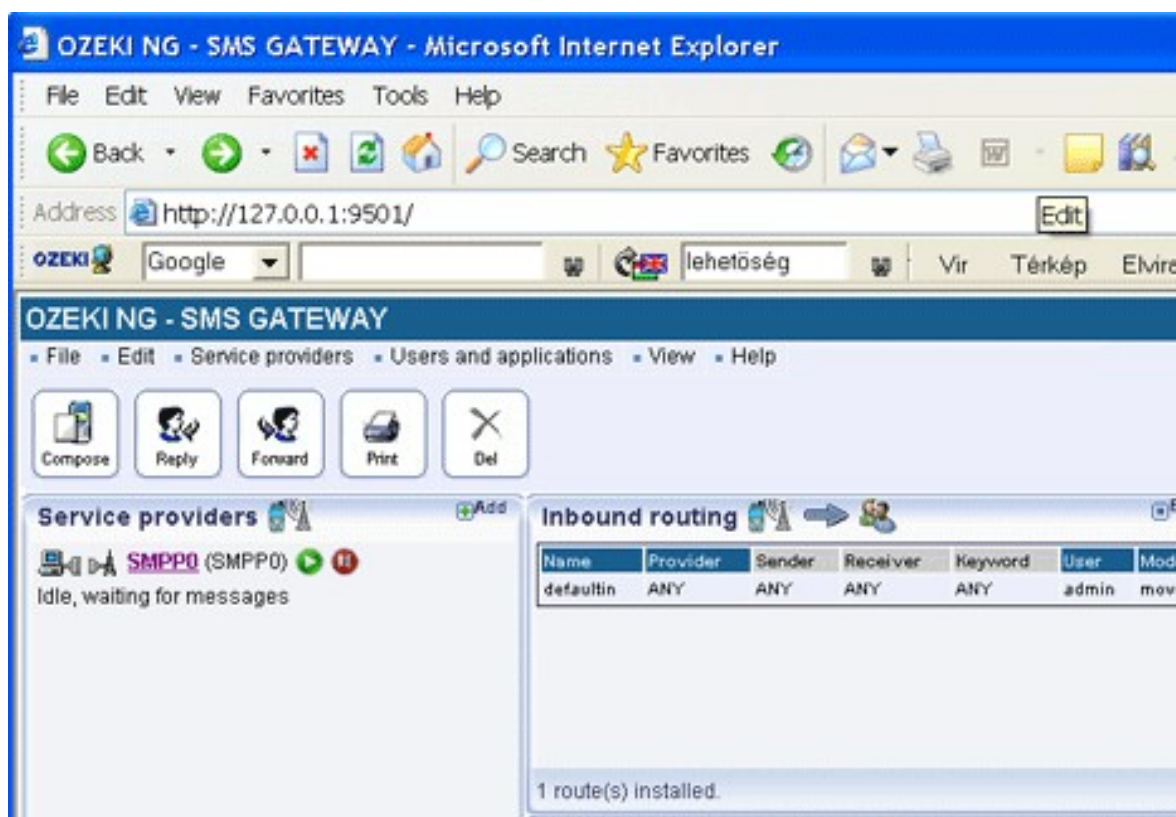 OZEKI NG - SMS GATEWAY - Microsoft Internet Explorer
File Edit View Favorites Tools Help
Back Search Favorites
Address http://127.0.0.1:9501/ Edit
OZEKI Google lehetöség Vir Térkép
OZEKI NG - SMS GATEWAY
File Edit Service providers Users and applications View Help
Compose Reply Forward Print Del
Service providers Add
SMPP0 (SMPP0)
Idle, waiting for messages
Inbound routing
Name Provider Sender Receiver Keyword User
defaultin ANY ANY ANY ANY admin
1 route(s) installed.